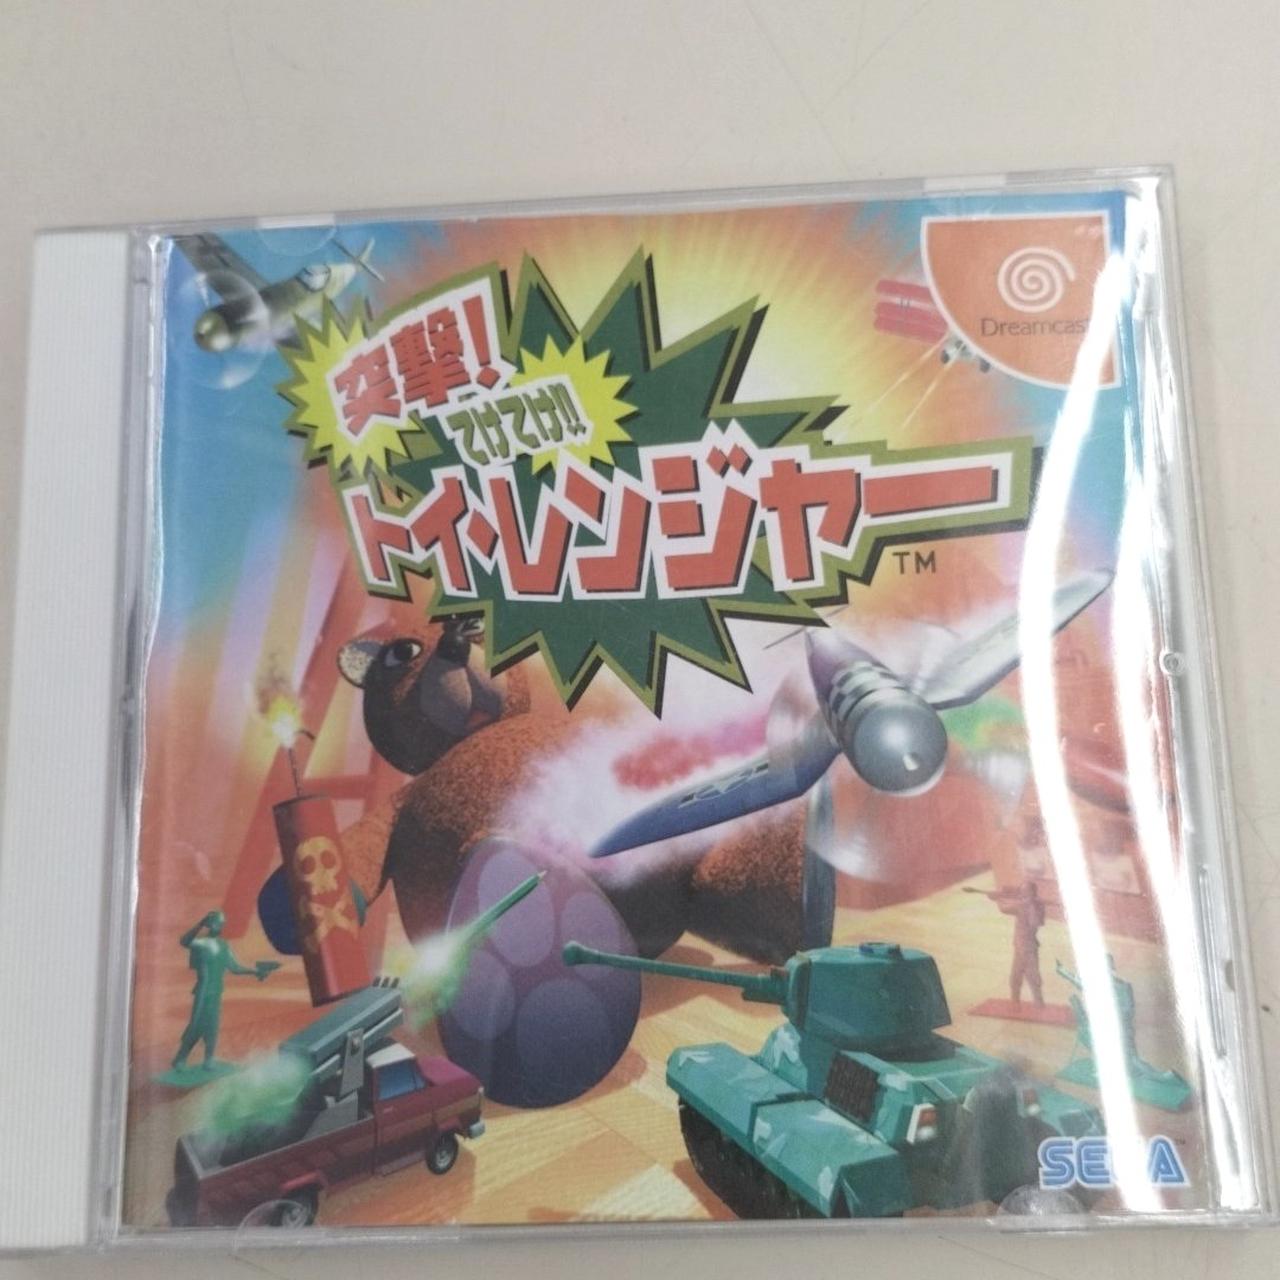 突撃!
てけてけ!!
トイ・レンジャー
TM
Dreamcast
SEGA